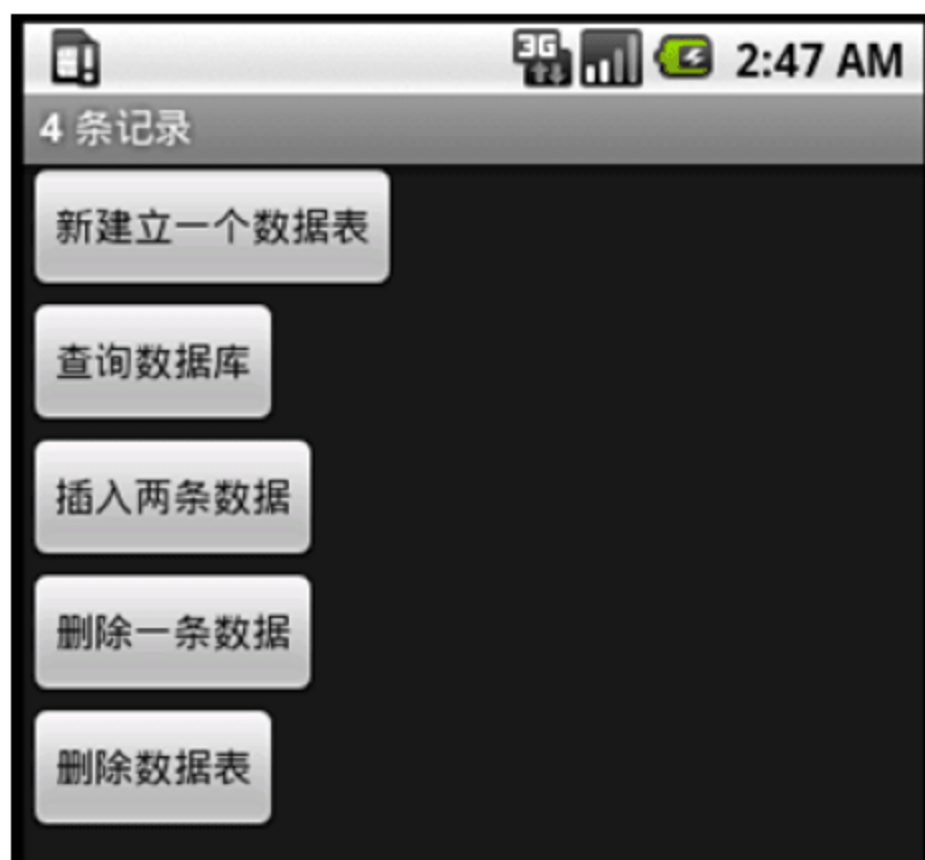 3G 2:47 AM
4 条记录
新建立一个数据表
查询数据库
插入两条数据
删除一条数据
删除数据表